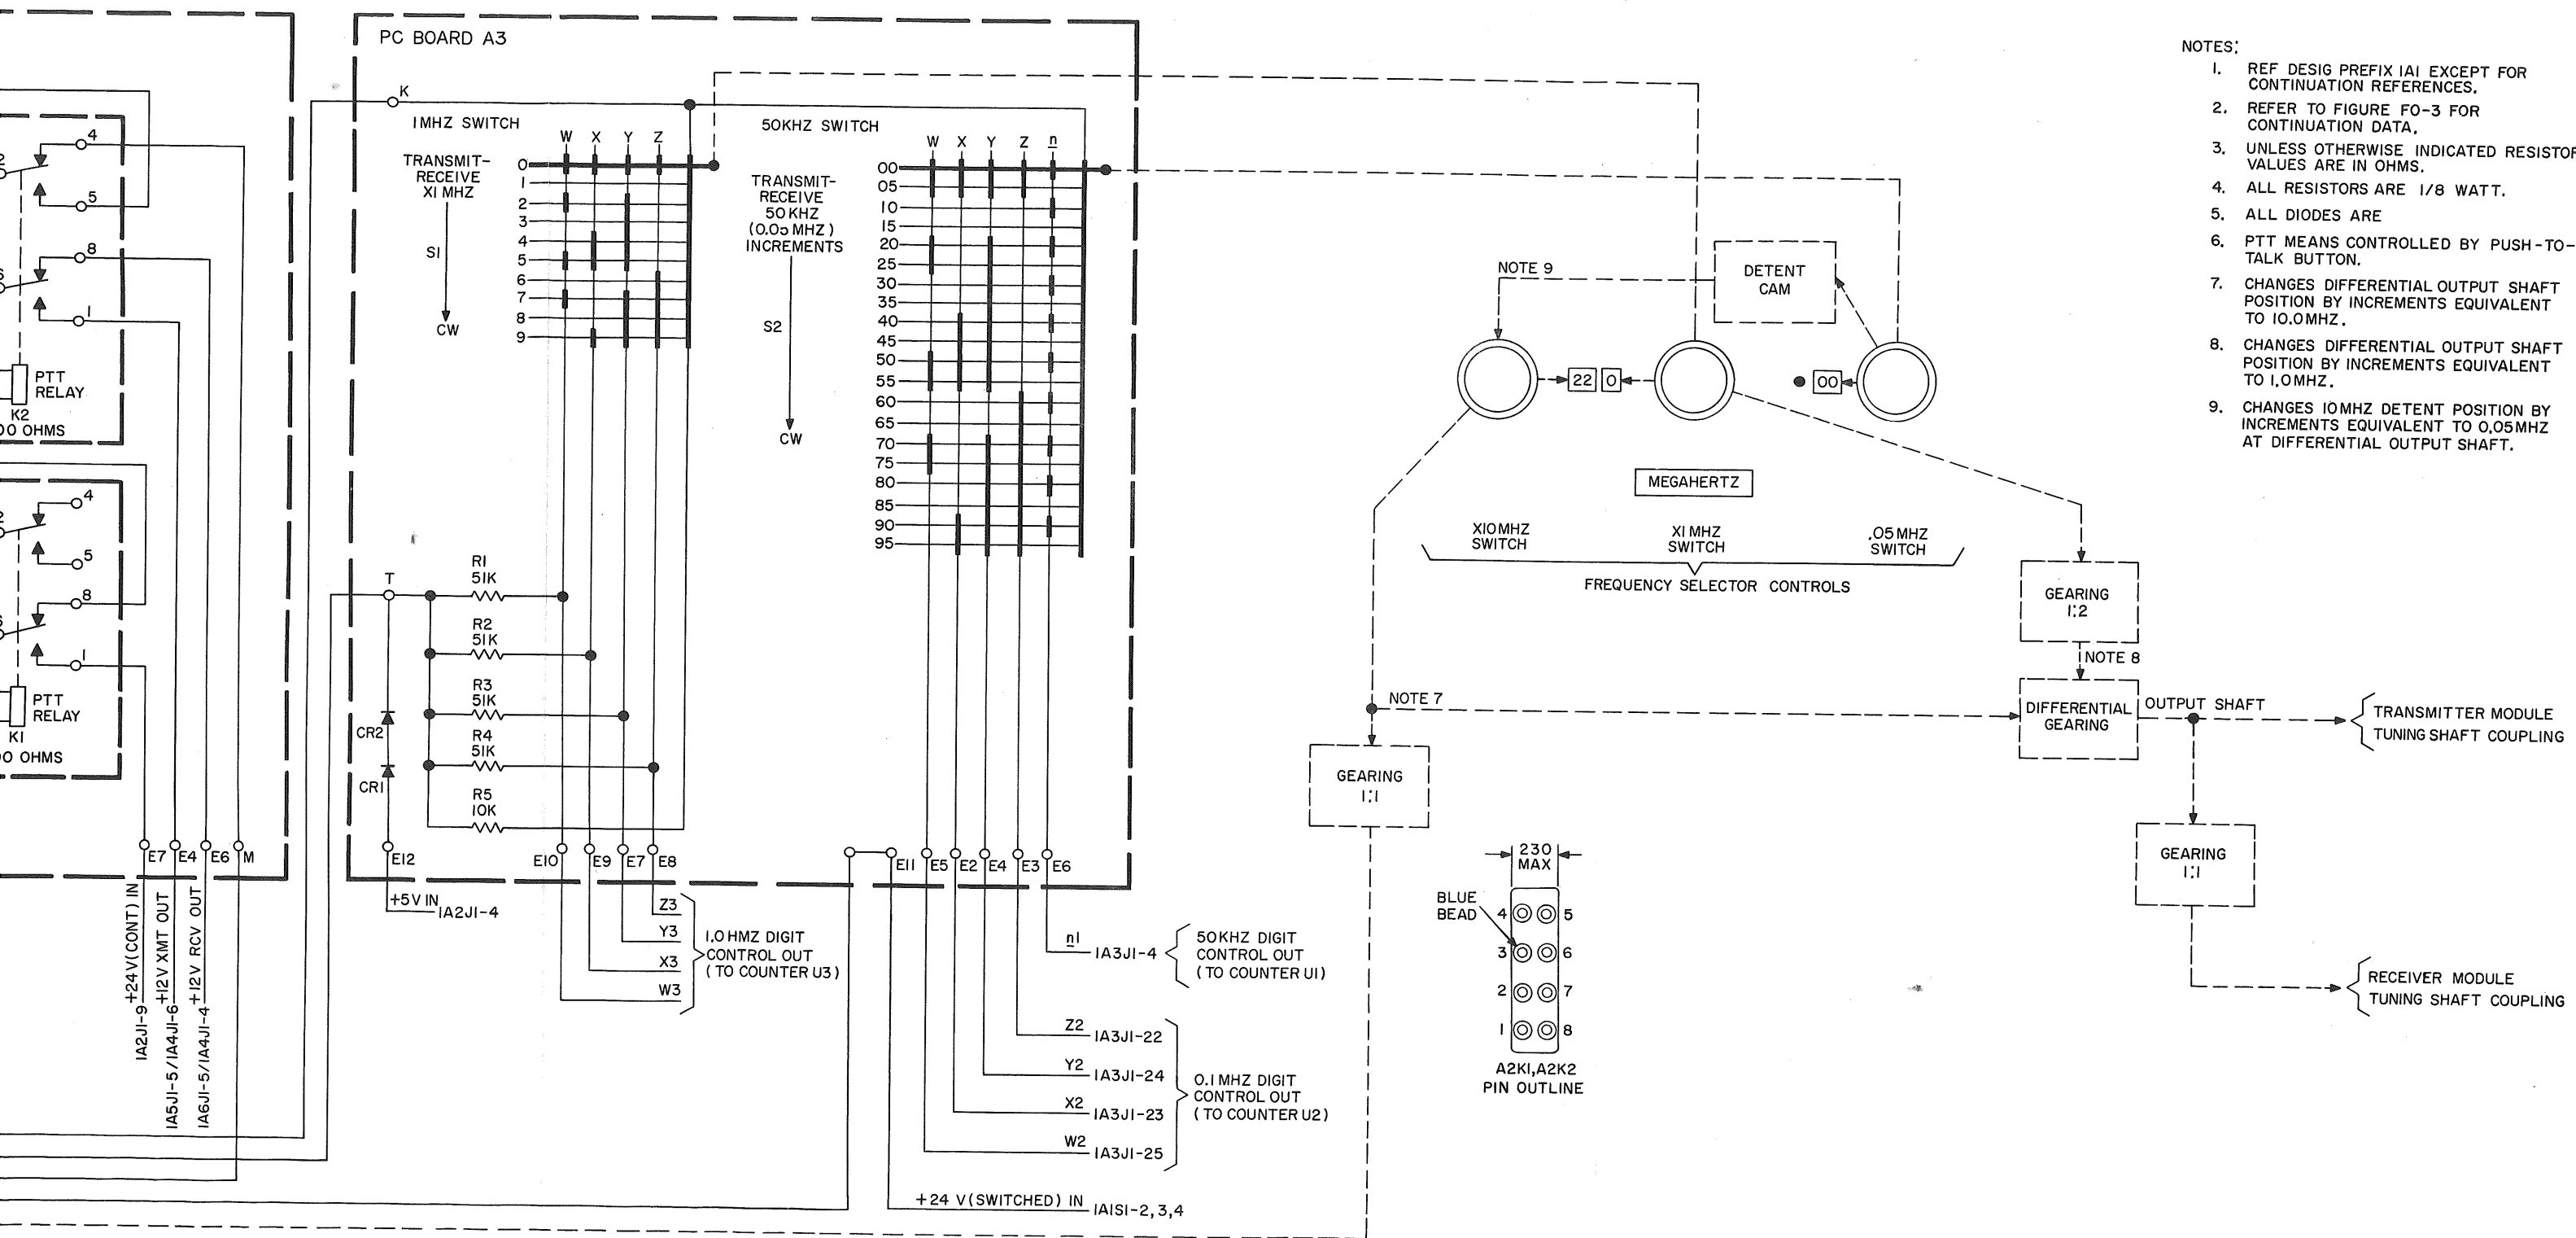 PC BOARD A3
K
1MHZ SWITCH
W X Y Z
TRANSMIT-
RECEIVE
X1 MHZ
S1
CW
0
1
2
3
4
5
6
7
8
9
50KHZ SWITCH
W X Y Z n
TRANSMIT-
RECEIVE
50 KHZ
(0.05 MHZ)
INCREMENTS
S2
CW
00
05
10
15
20
25
30
35
40
45
50
55
60
65
70
75
80
85
90
95
4
5
8
1
PTT
RELAY
K2
00 OHMS
4
5
8
1
PTT
RELAY
K1
00 OHMS
E7 E4 E6 M
+24V(CONT) IN
1A2J1-9
+12V XMT OUT
1A5J1-5/1A4J1-6
+12V RCV OUT
1A6J1-5/1A4J1-4
T
R1
51K
R2
51K
R3
51K
R4
51K
R5
10K
CR2
CR1
E12
E10 E9 E7 E8
E11 E5 E2 E4 E3 E6
+5V IN
1A2J1-4
Z3
Y3
X3
W3
1.0 HMZ DIGIT
CONTROL OUT
(TO COUNTER U3)
n1
1A3J1-4
50KHZ DIGIT
CONTROL OUT
(TO COUNTER U1)
Z2
1A3J1-22
Y2
1A3J1-24
X2
1A3J1-23
W2
1A3J1-25
0.1 MHZ DIGIT
CONTROL OUT
(TO COUNTER U2)
+24 V(SWITCHED) IN
1A1S1-2,3,4
NOTE 9
DETENT
CAM
22 0
00
MEGAHERTZ
X10 MHZ
SWITCH
X1 MHZ
SWITCH
.05 MHZ
SWITCH
FREQUENCY SELECTOR CONTROLS
GEARING
1:2
NOTE 8
NOTE 7
DIFFERENTIAL
GEARING
OUTPUT SHAFT
TRANSMITTER MODULE
TUNING SHAFT COUPLING
GEARING
1:1
GEARING
1:1
RECEIVER MODULE
TUNING SHAFT COUPLING
230
MAX
BLUE
BEAD
4 5
3 6
2 7
1 8
A2K1,A2K2
PIN OUTLINE
NOTES:
1. REF DESIG PREFIX 1A1 EXCEPT FOR
CONTINUATION REFERENCES.
2. REFER TO FIGURE FO-3 FOR
CONTINUATION DATA.
3. UNLESS OTHERWISE INDICATED RESISTOR
VALUES ARE IN OHMS.
4. ALL RESISTORS ARE 1/8 WATT.
5. ALL DIODES ARE
6. PTT MEANS CONTROLLED BY PUSH-TO-
TALK BUTTON.
7. CHANGES DIFFERENTIAL OUTPUT SHAFT
POSITION BY INCREMENTS EQUIVALENT
TO 10.0MHZ.
8. CHANGES DIFFERENTIAL OUTPUT SHAFT
POSITION BY INCREMENTS EQUIVALENT
TO 1.0MHZ.
9. CHANGES 10MHZ DETENT POSITION BY
INCREMENTS EQUIVALENT TO 0.05MHZ
AT DIFFERENTIAL OUTPUT SHAFT.